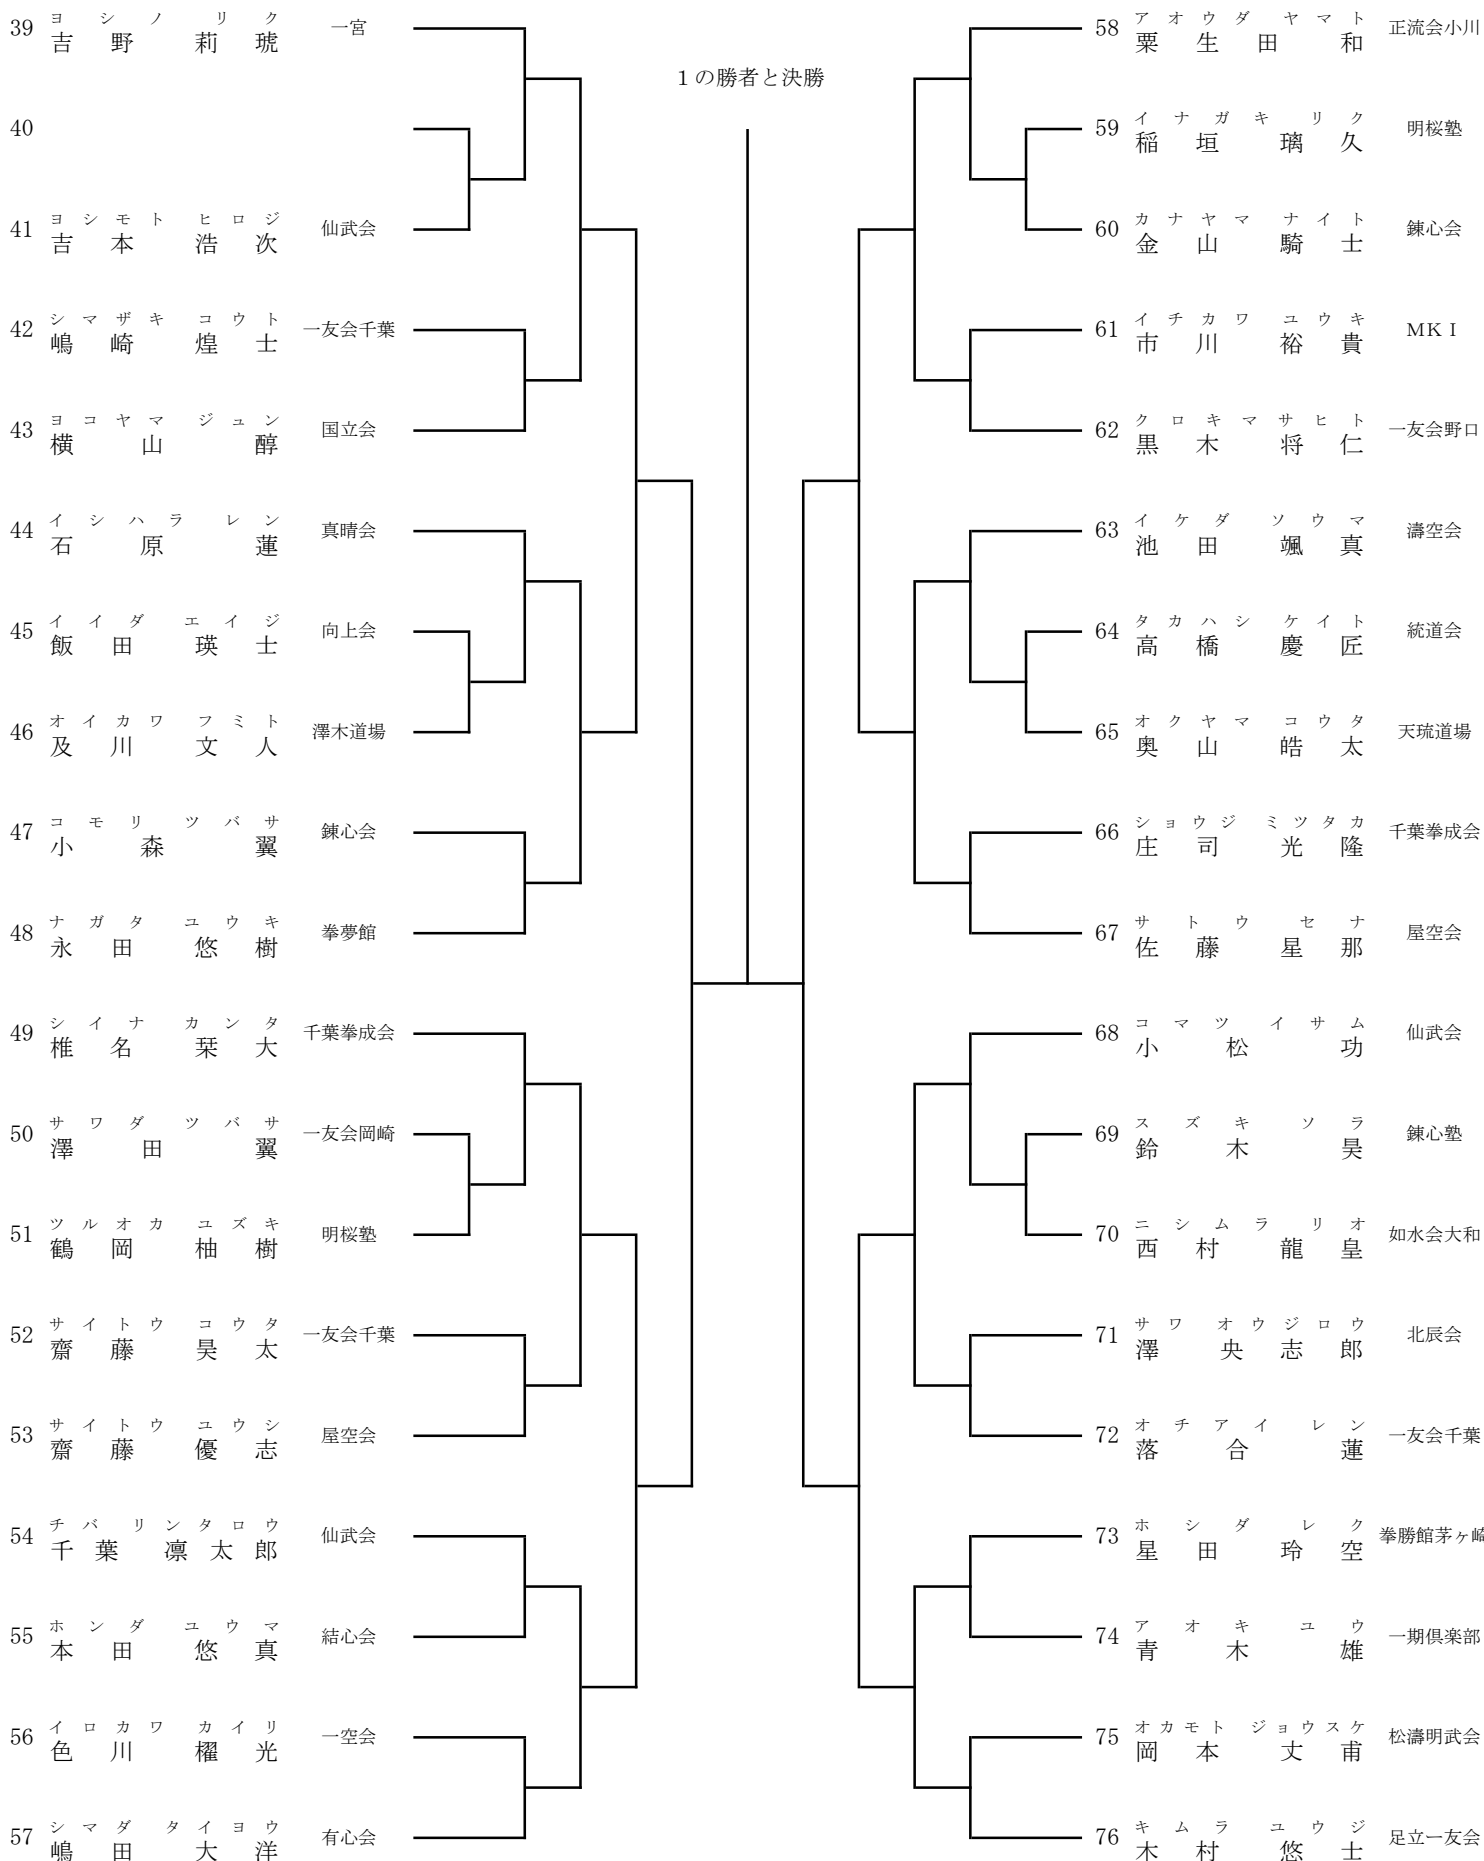 ヨシノ リク
39 吉野 莉琥 一宮
1の勝者と決勝
40
ヨシモト ヒロジ
41 吉本 浩次 仙武会
シマザキ コウト
42 嶋崎 煌士 一友会千葉
ヨコヤマ ジュン
43 横山 醇 国立会
イシハラ レン
44 石原 蓮 真晴会
イイダ エイジ
45 飯田 瑛士 向上会
オイカワ フミト
46 及川 文人 澤木道場
コモリ ツバサ
47 小森 翼 錬心会
ナガタ ユウキ
48 永田 悠樹 拳夢館
シイナ カンタ
49 椎名 栞大 千葉拳成会
サワダ ツバサ
50 澤田 翼 一友会岡崎
ツルオカ ユズキ
51 鶴岡 柚樹 明桜塾
サイトウ コウタ
52 齋藤 昊太 一友会千葉
サイトウ ユウシ
53 齋藤 優志 屋空会
チバ リンタロウ
54 千葉 凛太郎 仙武会
ホンダ ユウマ
55 本田 悠真 結心会
イロカワ カイリ
56 色川 櫂光 一空会
シマダ タイヨウ
57 嶋田 大洋 有心会
アオウダ ヤマト
58 粟生田 和 正流会小川
イナガキ リク
59 稲垣 璃久 明桜塾
カナヤマ ナイト
60 金山 騎士 錬心会
イチカワ ユウキ
61 市川 裕貴 MKI
クロキマサヒト
62 黒木 将仁 一友会野口
イケダ ソウマ
63 池田 颯真 濤空会
タカハシ ケイト
64 高橋 慶匠 統道会
オクヤマ コウタ
65 奥山 皓太 天琉道場
ショウジ ミツタカ
66 庄司 光隆 千葉拳成会
サトウ セナ
67 佐藤 星那 屋空会
コマツ イサム
68 小松 功 仙武会
スズキ ソラ
69 鈴木 昊 錬心塾
ニシムラ リオ
70 西村 龍皇 如水会大和
サワ オウジロウ
71 澤 央志郎 北辰会
オチアイ レン
72 落合 蓮 一友会千葉
ホシダ レク
73 星田 玲空 拳勝館茅ヶ崎
アオキ ユウ
74 青木 雄 一期倶楽部
オカモト ジョウスケ
75 岡本 丈甫 松濤明武会
キムラ ユウジ
76 木村 悠士 足立一友会